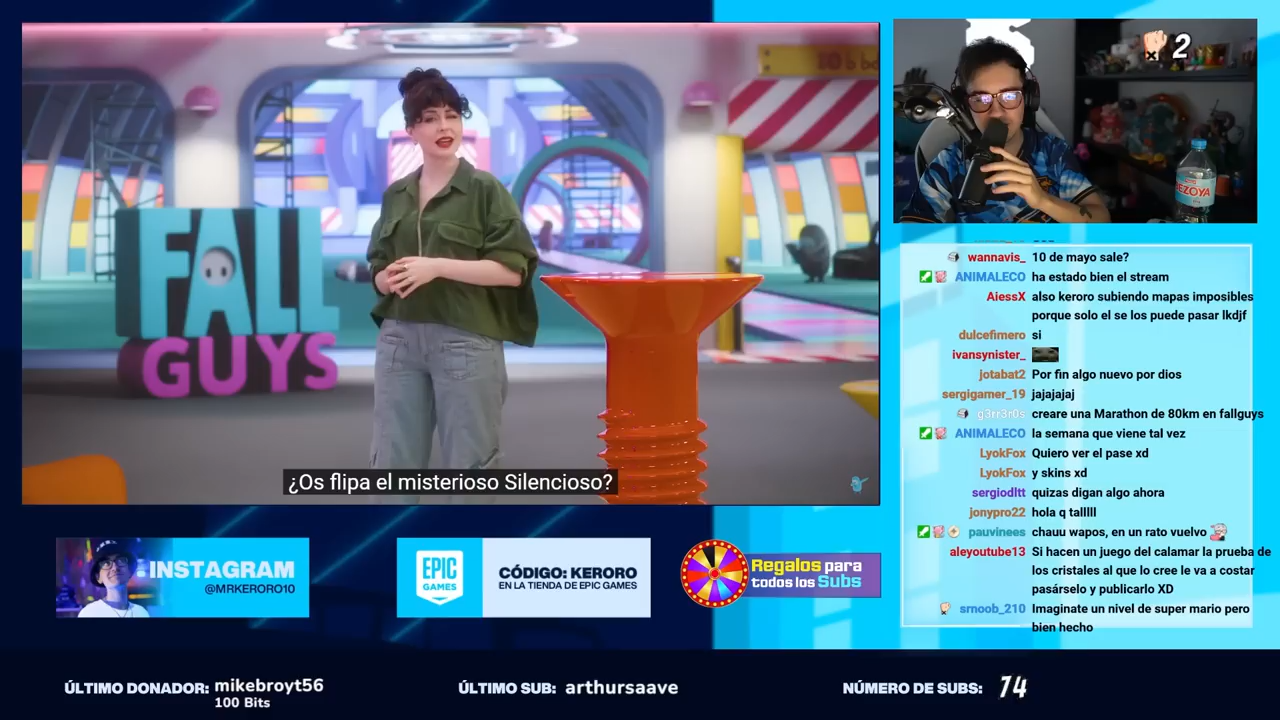 FALL
GUYS
¿Os flipa el misterioso Silencioso?
2
wannavis_ 10 de mayo sale?
ANIMALECO ha estado bien el stream
AiessX also keroro subiendo mapas imposibles
porque solo el se los puede pasar lkdjf
dulcefimero si
ivansynister_
jotabat2 Por fin algo nuevo por dios
sergigamer_19 jajajajaj
g3rr3r0s creare una Marathon de 80km en fallguys
ANIMALECO la semana que viene tal vez
LyokFox Quiero ver el pase xd
LyokFox y skins xd
sergiodltt quizas digan algo ahora
jonypro22 hola q talllll
pauvinees chauu wapos, en un rato vuelvo
aleyoutube13 Si hacen un juego del calamar la prueba de
los cristales al que lo cree le va a costar
pasárselo y publicarlo XD
smoob_210 Imaginate un nivel de super mario pero
bien hecho
INSTAGRAM
@MRKERORO10
EPIC
GAMES
CÓDIGO: KERORO
EN LA TIENDA DE EPIC GAMES
Regalos para
todos los Subs
ÚLTIMO DONADOR: mikebroyt56
100 Bits
ÚLTIMO SUB: arthursaave
NÚMERO DE SUBS: 74